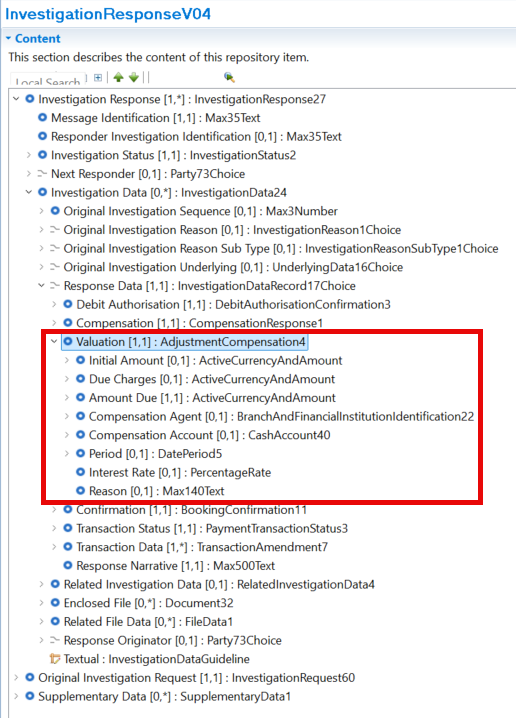 InvestigationResponseV04
Content
This section describes the content of this repository item.
Local Search
Investigation Response [1,*] : InvestigationResponse27
Message Identification [1,1] : Max35Text
Responder Investigation Identification [0,1] : Max35Text
Investigation Status [1,1] : InvestigationStatus2
Next Responder [0,1] : Party73Choice
Investigation Data [0,*] : InvestigationData24
Original Investigation Sequence [0,1] : Max3Number
Original Investigation Reason [0,1] : InvestigationReason1Choice
Original Investigation Reason Sub Type [0,1] : InvestigationReasonSubType1Choice
Original Investigation Underlying [0,1] : UnderlyingData16Choice
Response Data [1,1] : InvestigationDataRecord17Choice
Debit Authorisation [1,1] : DebitAuthorisationConfirmation3
Compensation [1,1] : CompensationResponse1
Valuation [1,1] : AdjustmentCompensation4
Initial Amount [0,1] : ActiveCurrencyAndAmount
Due Charges [0,1] : ActiveCurrencyAndAmount
Amount Due [1,1] : ActiveCurrencyAndAmount
Compensation Agent [0,1] : BranchAndFinancialInstitutionIdentification22
Compensation Account [0,1] : CashAccount40
Period [0,1] : DatePeriod5
Interest Rate [0,1] : PercentageRate
Reason [0,1] : Max140Text
Confirmation [1,1] : BookingConfirmation11
Transaction Status [1,1] : PaymentTransactionStatus3
Transaction Data [1,*] : TransactionAmendment7
Response Narrative [1,1] : Max500Text
Related Investigation Data [0,1] : RelatedInvestigationData4
Enclosed File [0,*] : Document32
Related File Data [0,*] : FileData1
Response Originator [0,1] : Party73Choice
Textual : InvestigationDataGuideline
Original Investigation Request [1,1] : InvestigationRequest60
Supplementary Data [0,*] : SupplementaryData1